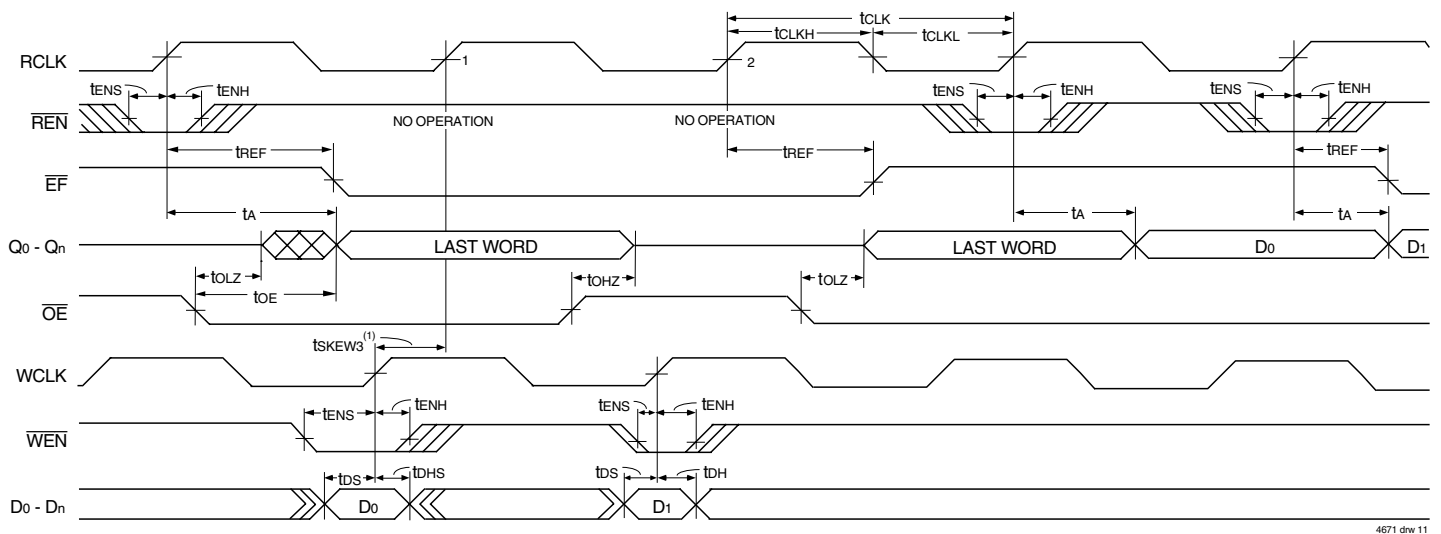 tCLK
tCLKH
tCLKL
RCLK
1
2
tENS
tENH
tENS
tENH
tENS
tENH
REN
NO OPERATION
NO OPERATION
tREF
tREF
tREF
EF
tA
tA
tA
Q0 - Qn
LAST WORD
LAST WORD
D0
D1
tOLZ
tOHZ
tOLZ
tOE
OE
tSKEW3(1)
WCLK
tENS
tENH
tENS
tENH
WEN
tDS
tDHS
tDS
tDH
D0 - Dn
D0
D1
4671 drw 11